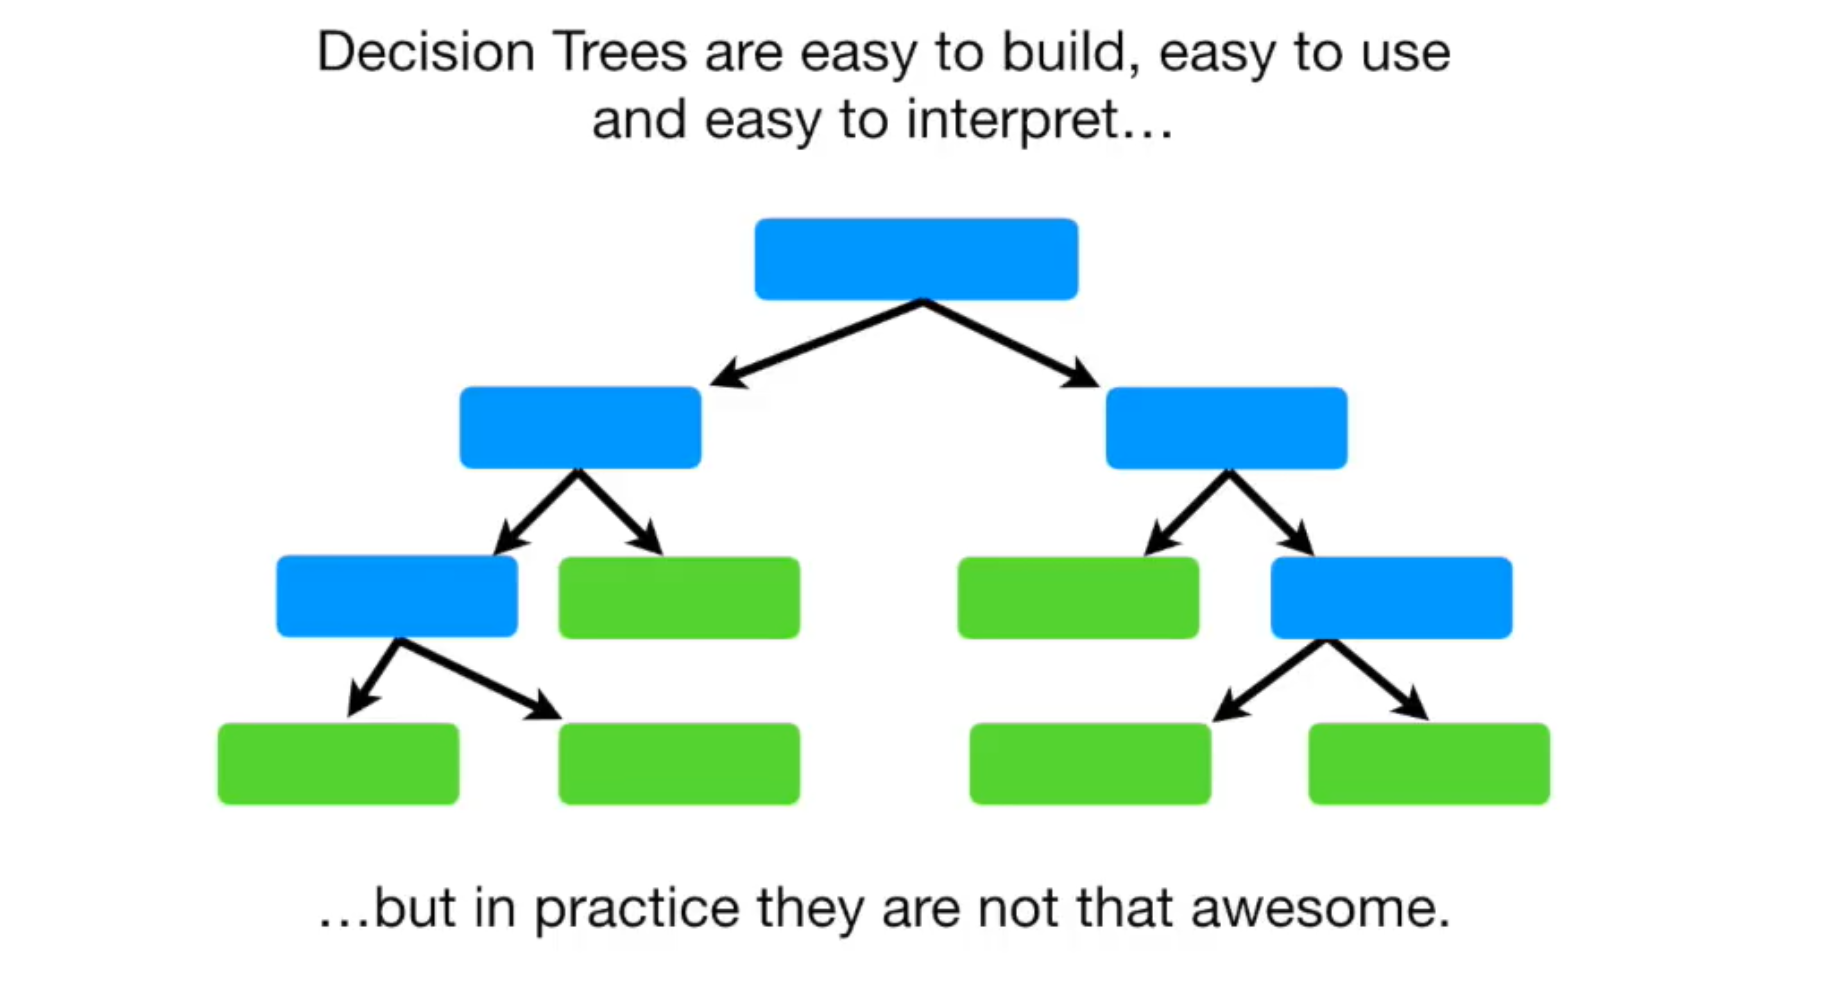 Decision Trees are easy to build, easy to use
and easy to interpret…
…but in practice they are not that awesome.